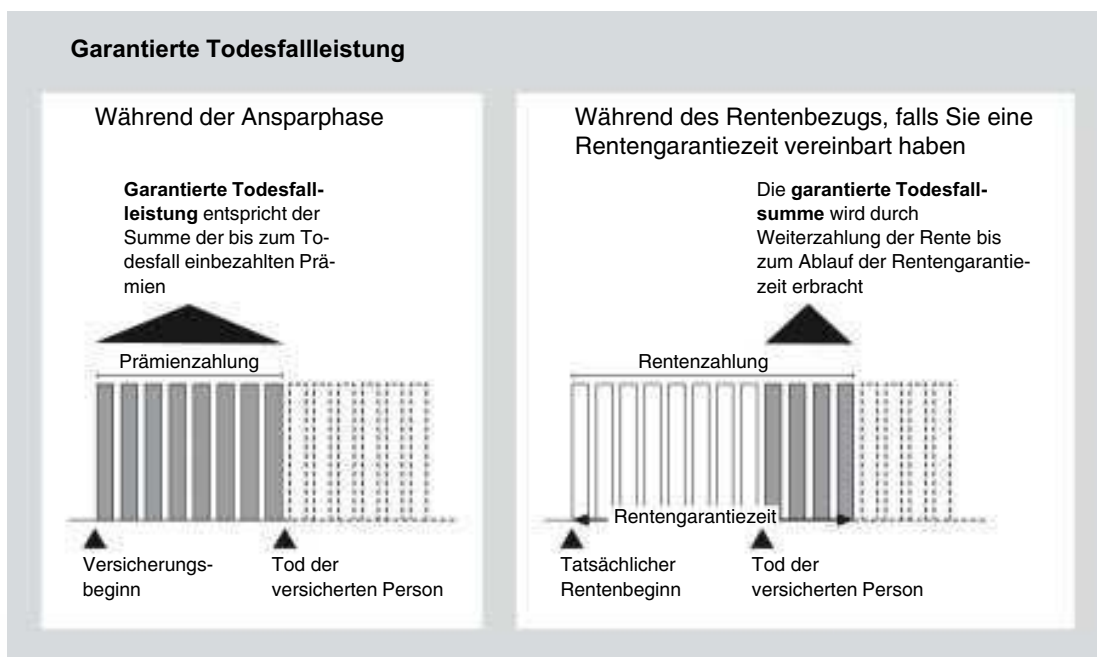 Garantierte Todesfallleistung
Während der Ansparphase
Garantierte Todesfall-
leistung entspricht der
Summe der bis zum To-
desfall einbezahlten Prä-
mien
Prämienzahlung
Versicherungs-
beginn
Tod der
versicherten Person
Während des Rentenbezugs, falls Sie eine
Rentengarantiezeit vereinbart haben
Die garantierte Todesfall-
summe wird durch
Weiterzahlung der Rente bis
zum Ablauf der Rentengarantie-
zeit erbracht
Rentenzahlung
Rentengarantiezeit
Tatsächlicher
Rentenbeginn
Tod der
versicherten Person